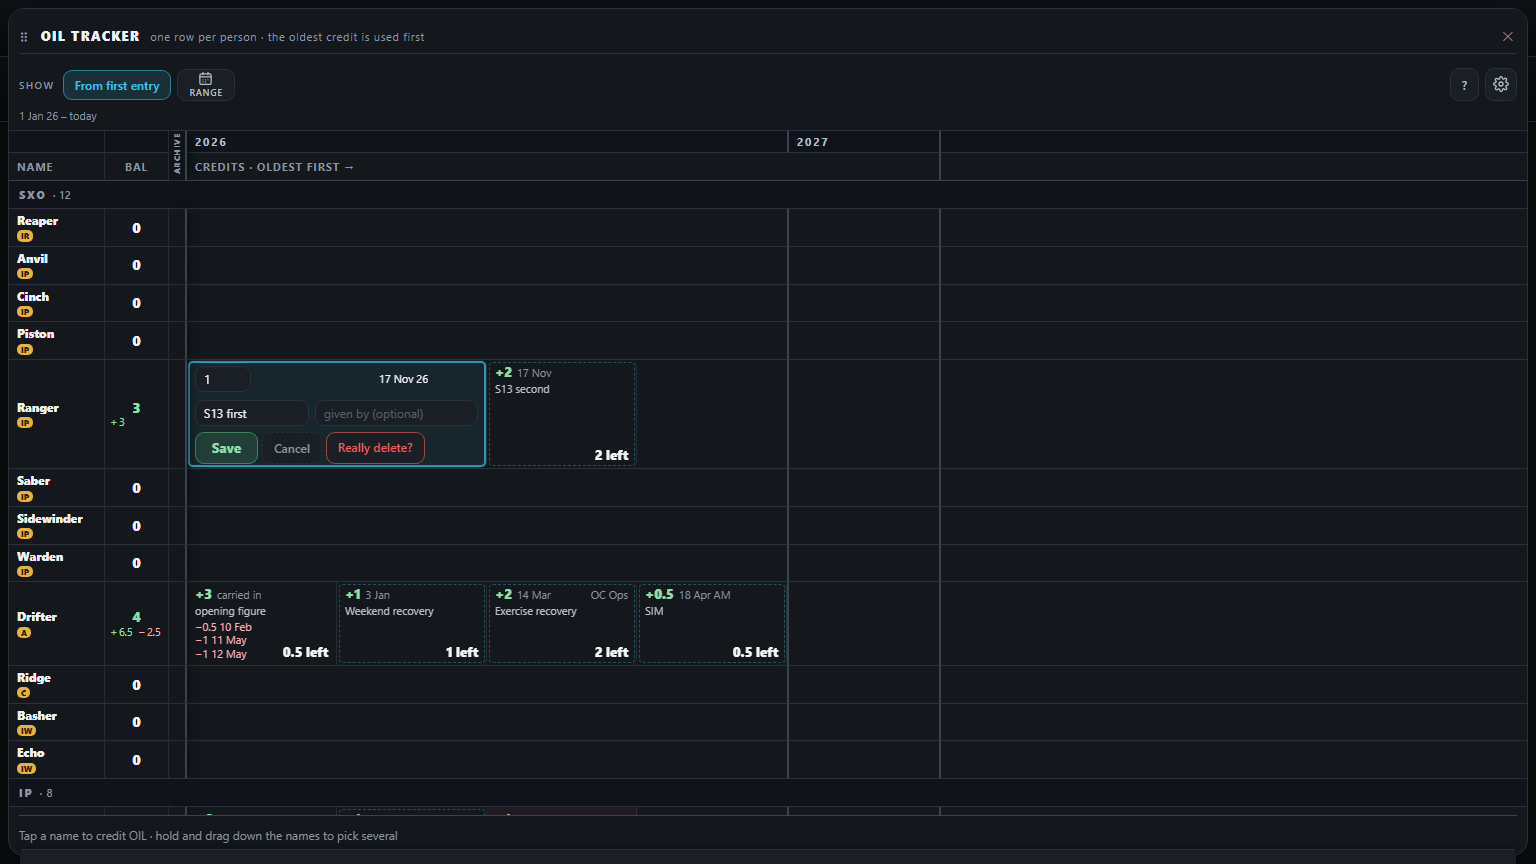 OIL TRACKER one row per person · the oldest credit is used first
SHOW From first entry RANGE ?
1 Jan 26 – today
ARCHIVE 2026 2027
NAME BAL CREDITS · OLDEST FIRST →
SXO · 12
Reaper 0
IR
Anvil 0
IP
Cinch 0
IP
Piston 0
IP
1 17 Nov 26 +2 17 Nov
S13 second
Ranger 3 S13 first given by (optional)
IP +3
Save Cancel Really delete? 2 left
Saber 0
IP
Sidewinder 0
IP
Warden 0
IP
+3 carried in +1 3 Jan +2 14 Mar OC Ops +0.5 18 Apr AM
opening figure Weekend recovery Exercise recovery SIM
Drifter 4 −0.5 10 Feb
A +6.5 −2.5 −1 11 May
−1 12 May 0.5 left 1 left 2 left 0.5 left
Ridge 0
C
Basher 0
IW
Echo 0
IW
IP · 8
Tap a name to credit OIL · hold and drag down the names to pick several